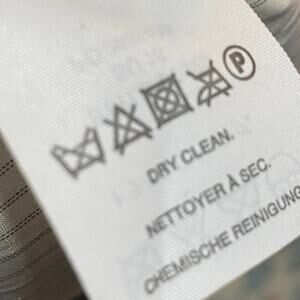 P
DRY CLEAN.
NETTOYER À SEC.
CHEMISCHE REINIGUNG